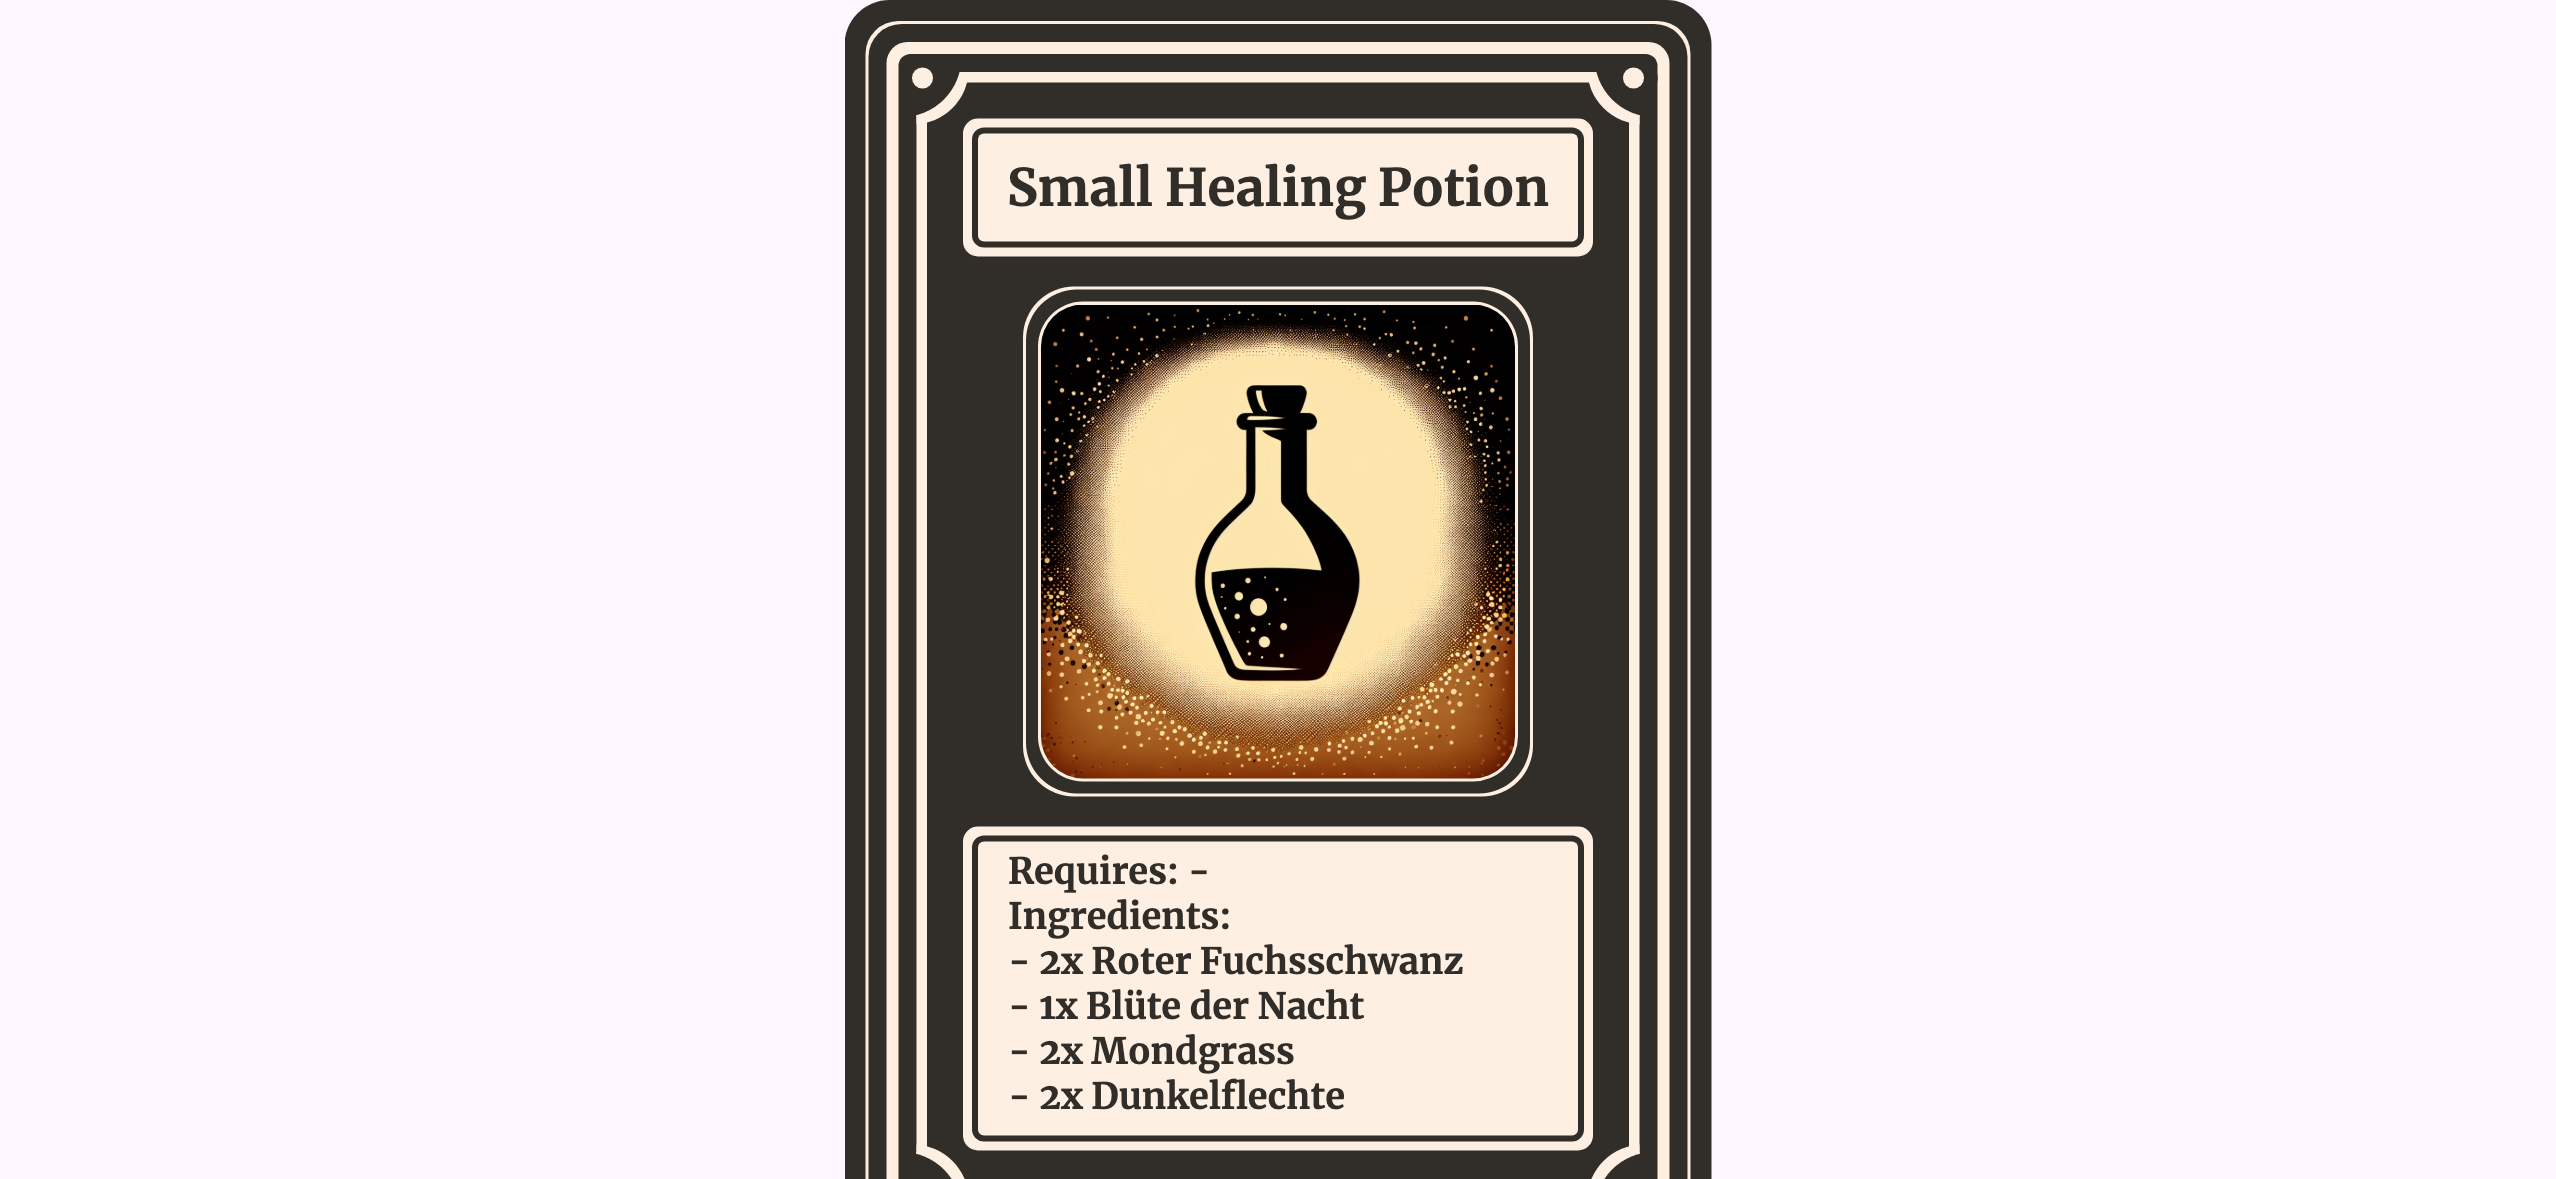 Small Healing Potion
Requires: -
Ingredients:
- 2x Roter Fuchsschwanz
- 1x Blüte der Nacht
- 2x Mondgrass
- 2x Dunkelflechte